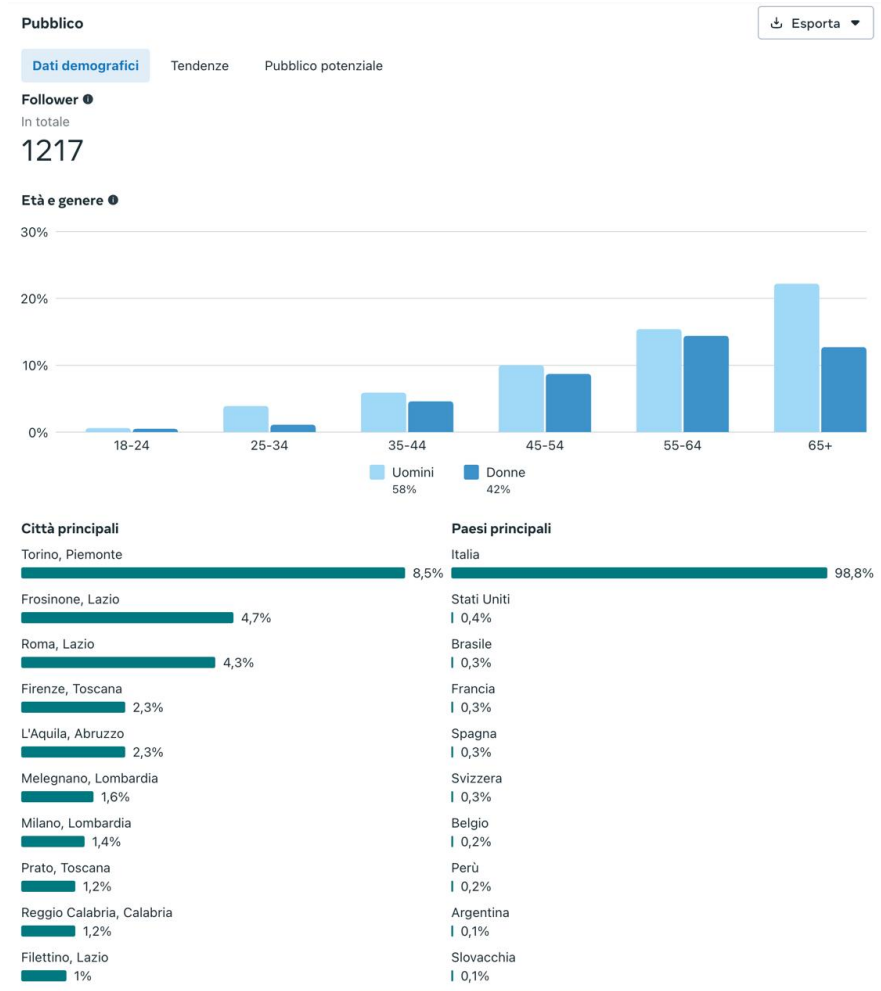 Pubblico
Esporta
Dati demografici
Tendenze
Pubblico potenziale
Follower
In totale
1217
Età e genere
30%
20%
10%
0%
18-24
25-34
35-44
45-54
55-64
65+
Uomini
58%
Donne
42%
Città principali
Torino, Piemonte
8,5%
Frosinone, Lazio
4,7%
Roma, Lazio
4,3%
Firenze, Toscana
2,3%
L'Aquila, Abruzzo
2,3%
Melegnano, Lombardia
1,6%
Milano, Lombardia
1,4%
Prato, Toscana
1,2%
Reggio Calabria, Calabria
1,2%
Filettino, Lazio
1%
Paesi principali
Italia
98,8%
Stati Uniti
0,4%
Brasile
0,3%
Francia
0,3%
Spagna
0,3%
Svizzera
0,3%
Belgio
0,2%
Perù
0,2%
Argentina
0,1%
Slovacchia
0,1%